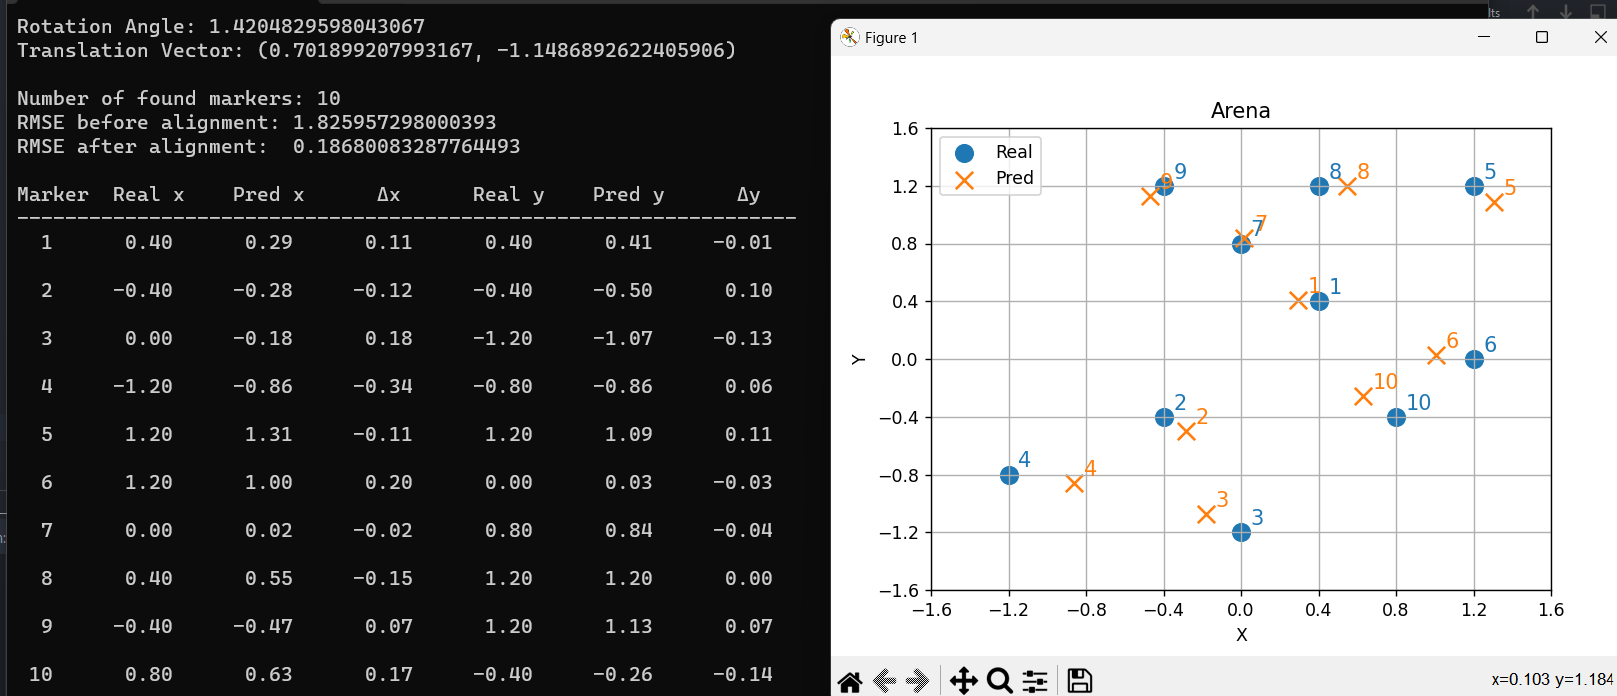 Rotation Angle: 1.4204829598043067
Translation Vector: (0.701899207993167, -1.1486892622405906)
Number of found markers: 10
RMSE before alignment: 1.825957298000393
RMSE after alignment:  0.18680083287764493
Marker  Real x    Pred x      Δx      Real y    Pred y      Δy
1      0.40      0.29      0.11      0.40      0.41     -0.01
2     -0.40     -0.28     -0.12     -0.40     -0.50      0.10
3      0.00     -0.18      0.18     -1.20     -1.07     -0.13
4     -1.20     -0.86     -0.34     -0.80     -0.86      0.06
5      1.20      1.31     -0.11      1.20      1.09      0.11
6      1.20      1.00      0.20      0.00      0.03     -0.03
7      0.00      0.02     -0.02      0.80      0.84     -0.04
8      0.40      0.55     -0.15      1.20      1.20      0.00
9     -0.40     -0.47      0.07      1.20      1.13      0.07
10      0.80      0.63      0.17     -0.40     -0.26     -0.14
lts
Figure 1
Arena
Real
Pred
1.6
1.2
0.8
0.4
0.0
−0.4
−0.8
−1.2
−1.6
Y
9 9 8 8 5 5
7 7
1 1
6 6
10 10
2 2
4 4
3 3
−1.6 −1.2 −0.8 −0.4 0.0 0.4 0.8 1.2 1.6
X
x=0.103 y=1.184